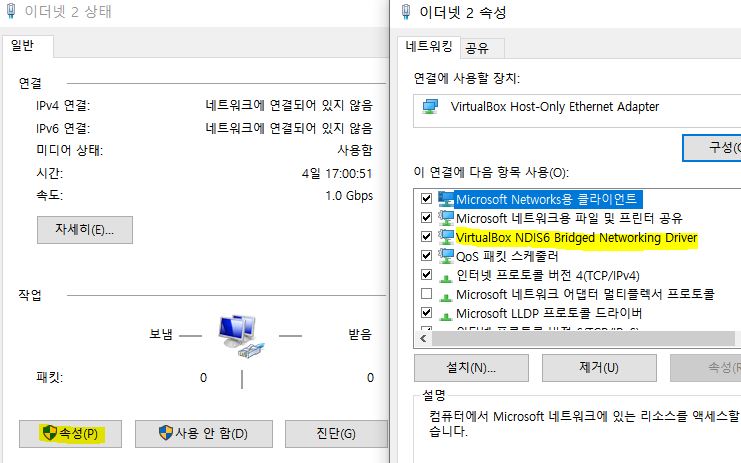 이더넷 2 상태
일반
연결
IPv4 연결: 네트워크에 연결되어 있지 않음
IPv6 연결: 네트워크에 연결되어 있지 않음
미디어 상태: 사용함
시간: 4일 17:00:51
속도: 1.0 Gbps
자세히(E)...
작업
보냄 — — 받음
패킷: 0 0
속성(P)
사용 안 함(D)
진단(G)
이더넷 2 속성
네트워킹 공유
연결에 사용할 장치:
VirtualBox Host-Only Ethernet Adapter
구성(C
이 연결에 다음 항목 사용(O):
Microsoft Networks용 클라이언트
Microsoft 네트워크용 파일 및 프린터 공유
VirtualBox NDIS6 Bridged Networking Driver
QoS 패킷 스케줄러
인터넷 프로토콜 버전 4(TCP/IPv4)
Microsoft 네트워크 어댑터 멀티플렉서 프로토콜
Microsoft LLDP 프로토콜 드라이버
설치(N)...
제거(U)
속성(R
설명
컴퓨터에서 Microsoft 네트워크에 있는 리소스를 액세스할
습니다.